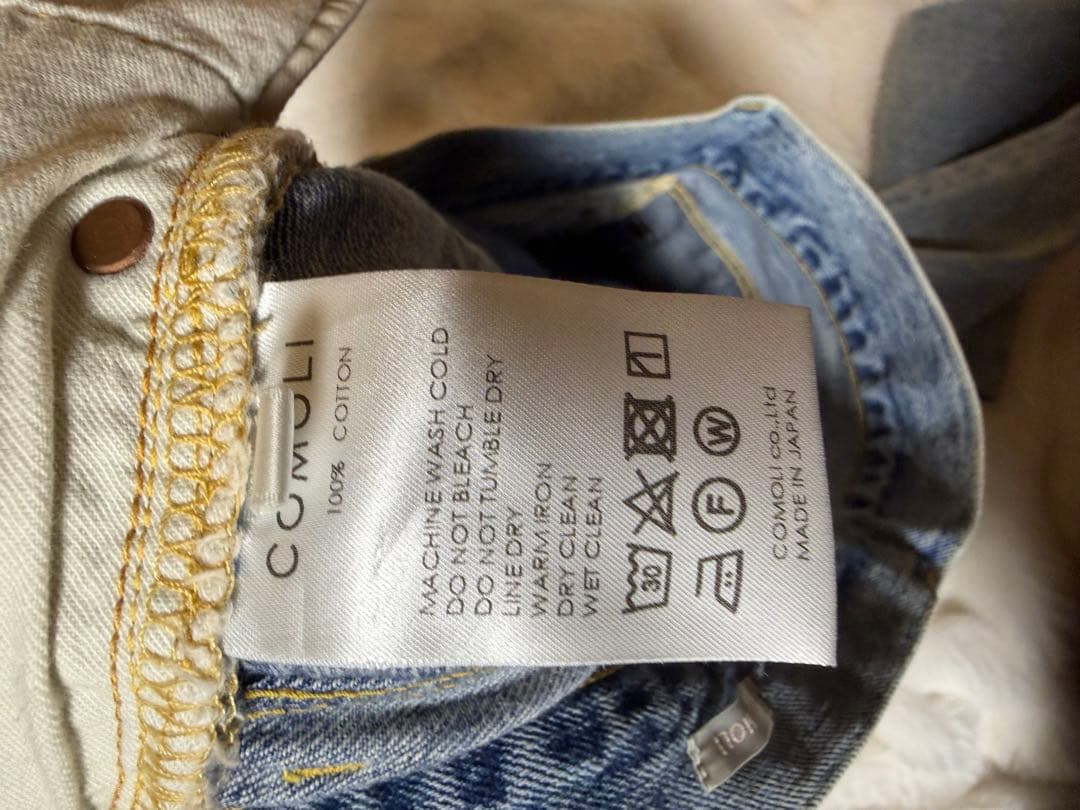 COMOLI
100% COTTON
MACHINE WASH COLD
DO NOT BLEACH
DO NOT TUMBLE DRY
LINE DRY
WARM IRON
DRY CLEAN
WET CLEAN
30
F W
COMOLI co.,Ltd
MADE IN JAPAN